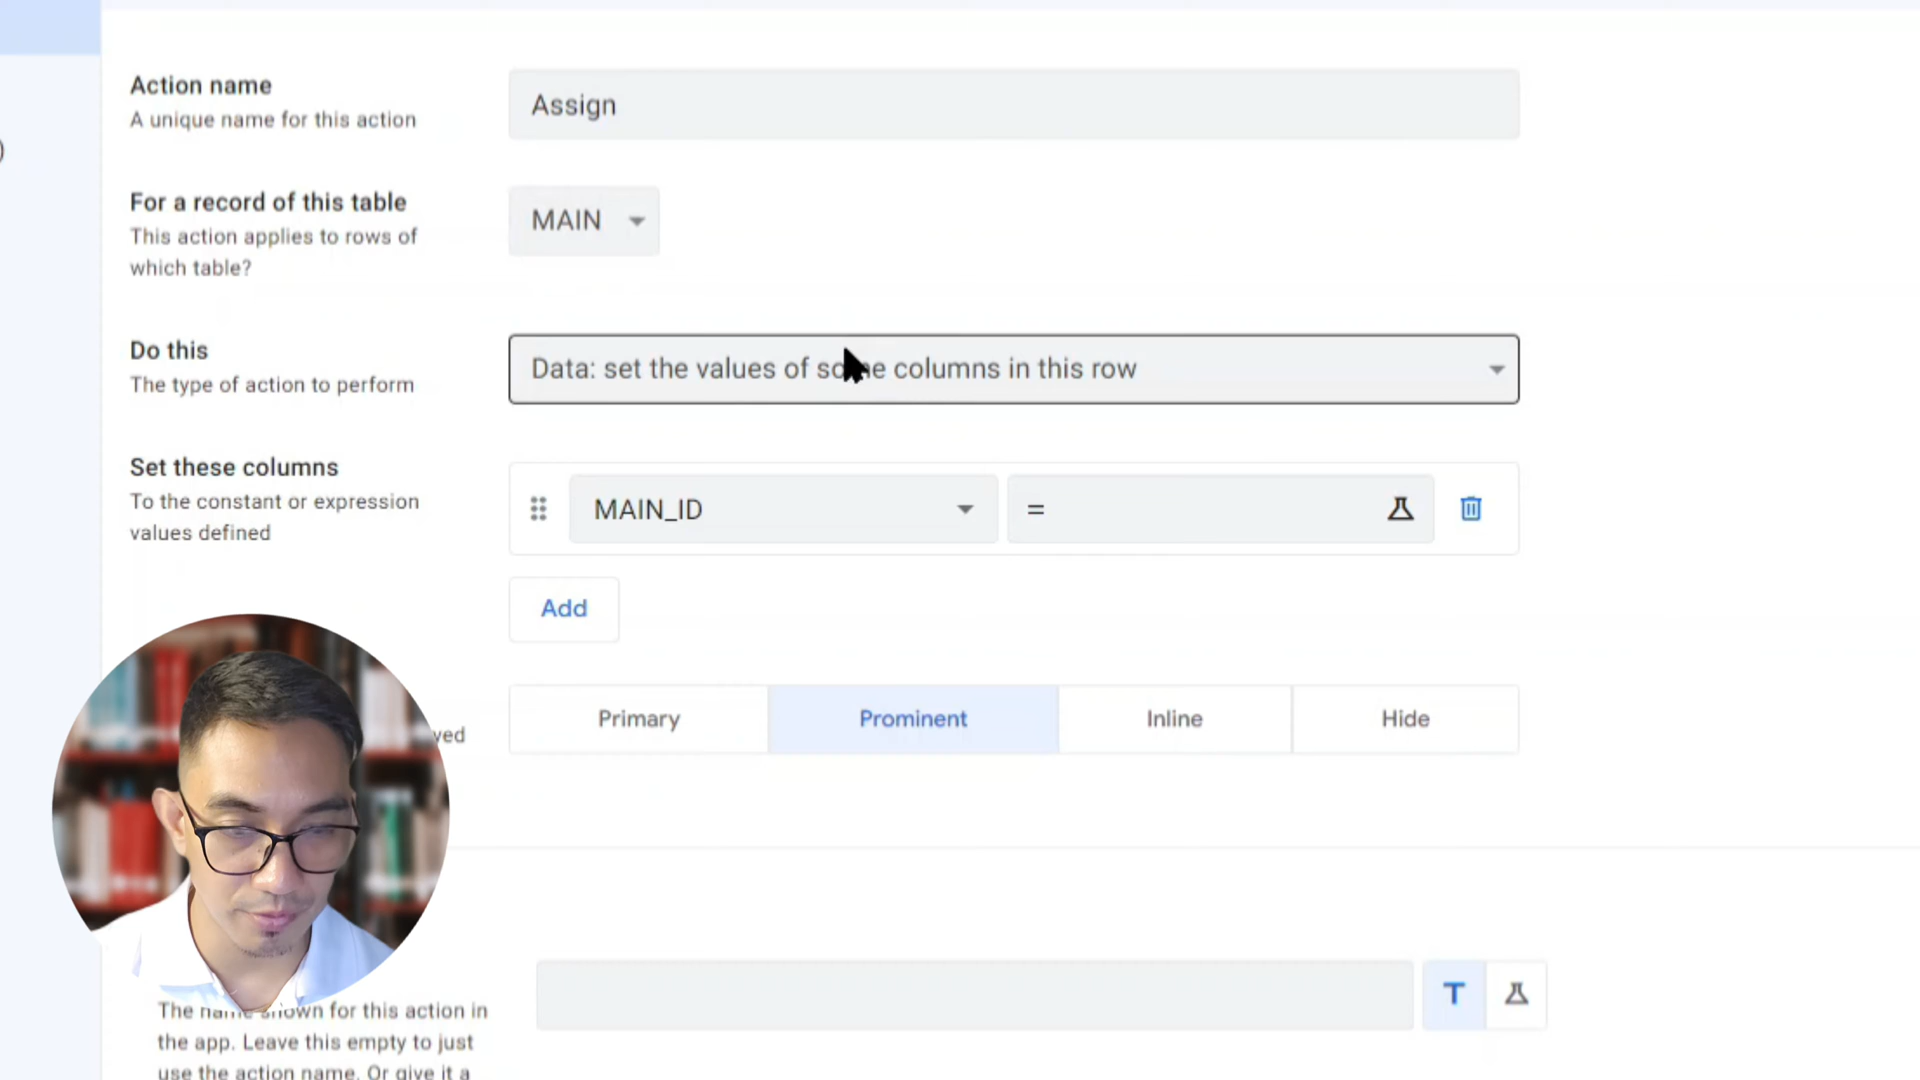 )
Action name
A unique name for this action
Assign
For a record of this table
This action applies to rows of
which table?
MAIN
Do this
The type of action to perform
Data: set the values of some columns in this row
Set these columns
To the constant or expression
values defined
MAIN_ID
=
Add
Primary
Prominent
Inline
Hide
T
The name shown for this action in
the app. Leave this empty to just
use the action name. Or give it a